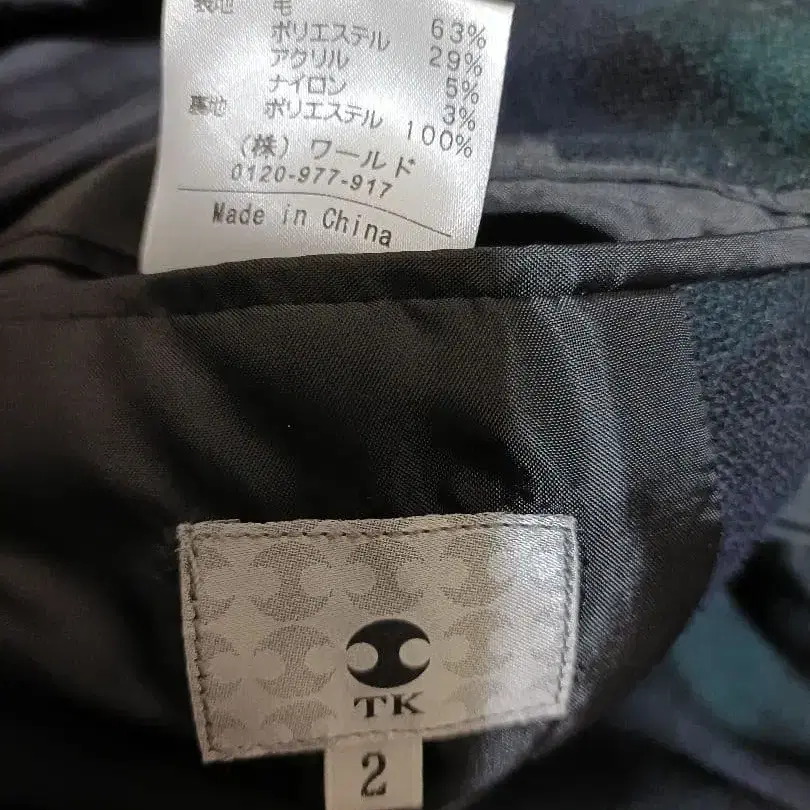 表地 毛 63%
ポリエステル 29%
アクリル 5%
ナイロン 3%
裏地 ポリエステル 100%
(株) ワールド
0120-977-917
Made in China
TK
2